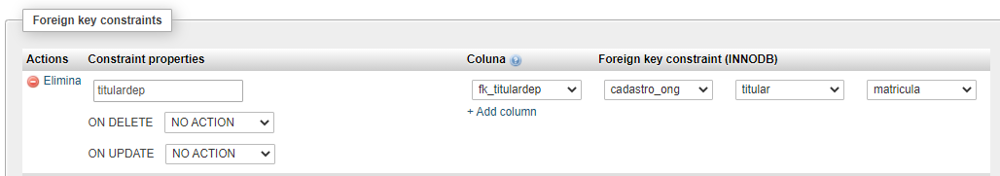 Foreign key constraints
Actions Constraint properties Coluna Foreign key constraint (INNODB)
Elimina titulardep fk_titulardep cadastro_ong titular matricula
+ Add column
ON DELETE NO ACTION
ON UPDATE NO ACTION